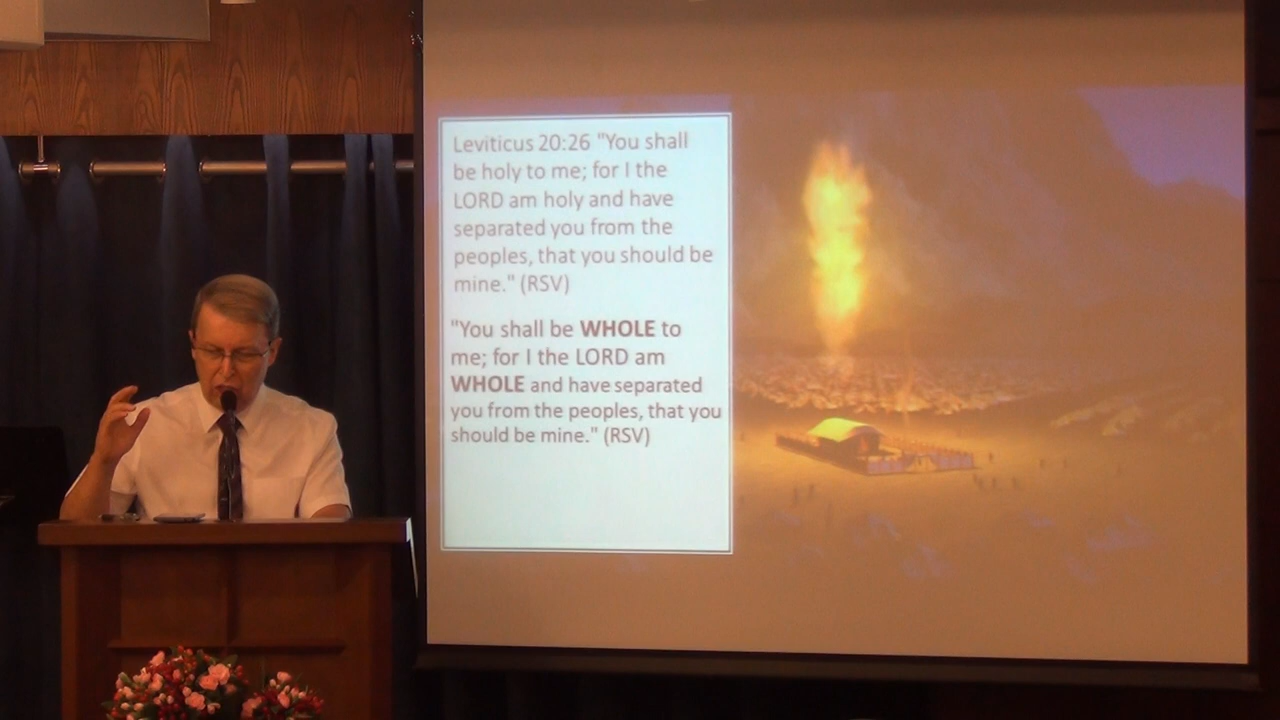 Leviticus 20:26 "You shall
be holy to me; for I the
LORD am holy and have
separated you from the
peoples, that you should be
mine." (RSV)
"You shall be WHOLE to
me; for I the LORD am
WHOLE and have separated
you from the peoples, that you
should be mine." (RSV)